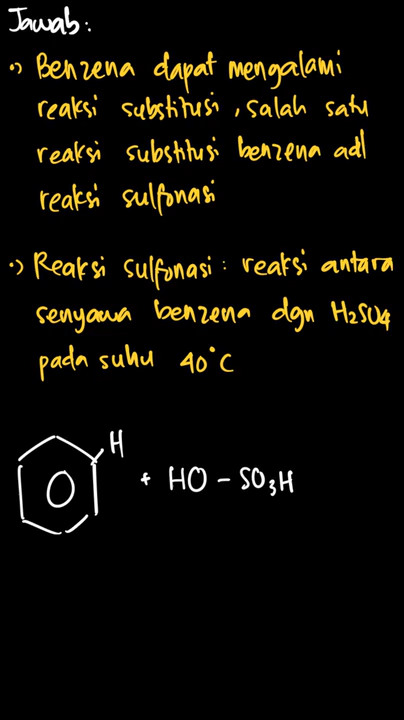 Jawab :
•) Benzena dapat mengalami
reaksi substitusi, salah satu
reaksi substitusi benzena adl
reaksi sulfonasi
•) Reaksi sulfonasi : reaksi antara
senyawa benzena dgn H₂SO₄
pada suhu 40°C
H
+ HO – SO₃H